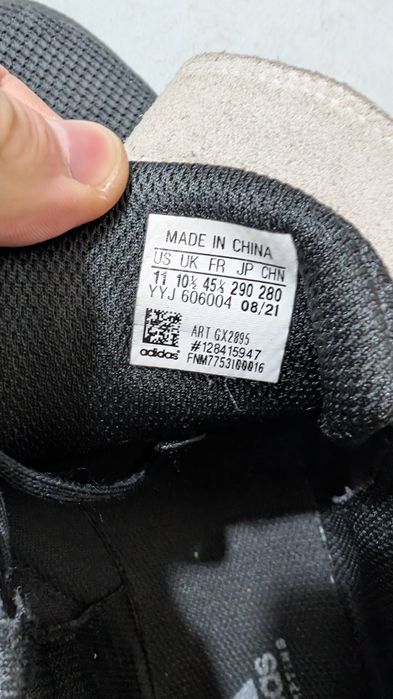 MADE IN CHINA
US UK FR JP CHN
11 10½ 45⅓ 290 280
YYJ 606004 08/21
ART GX2895
#128415947
adidas FNM7753I00016